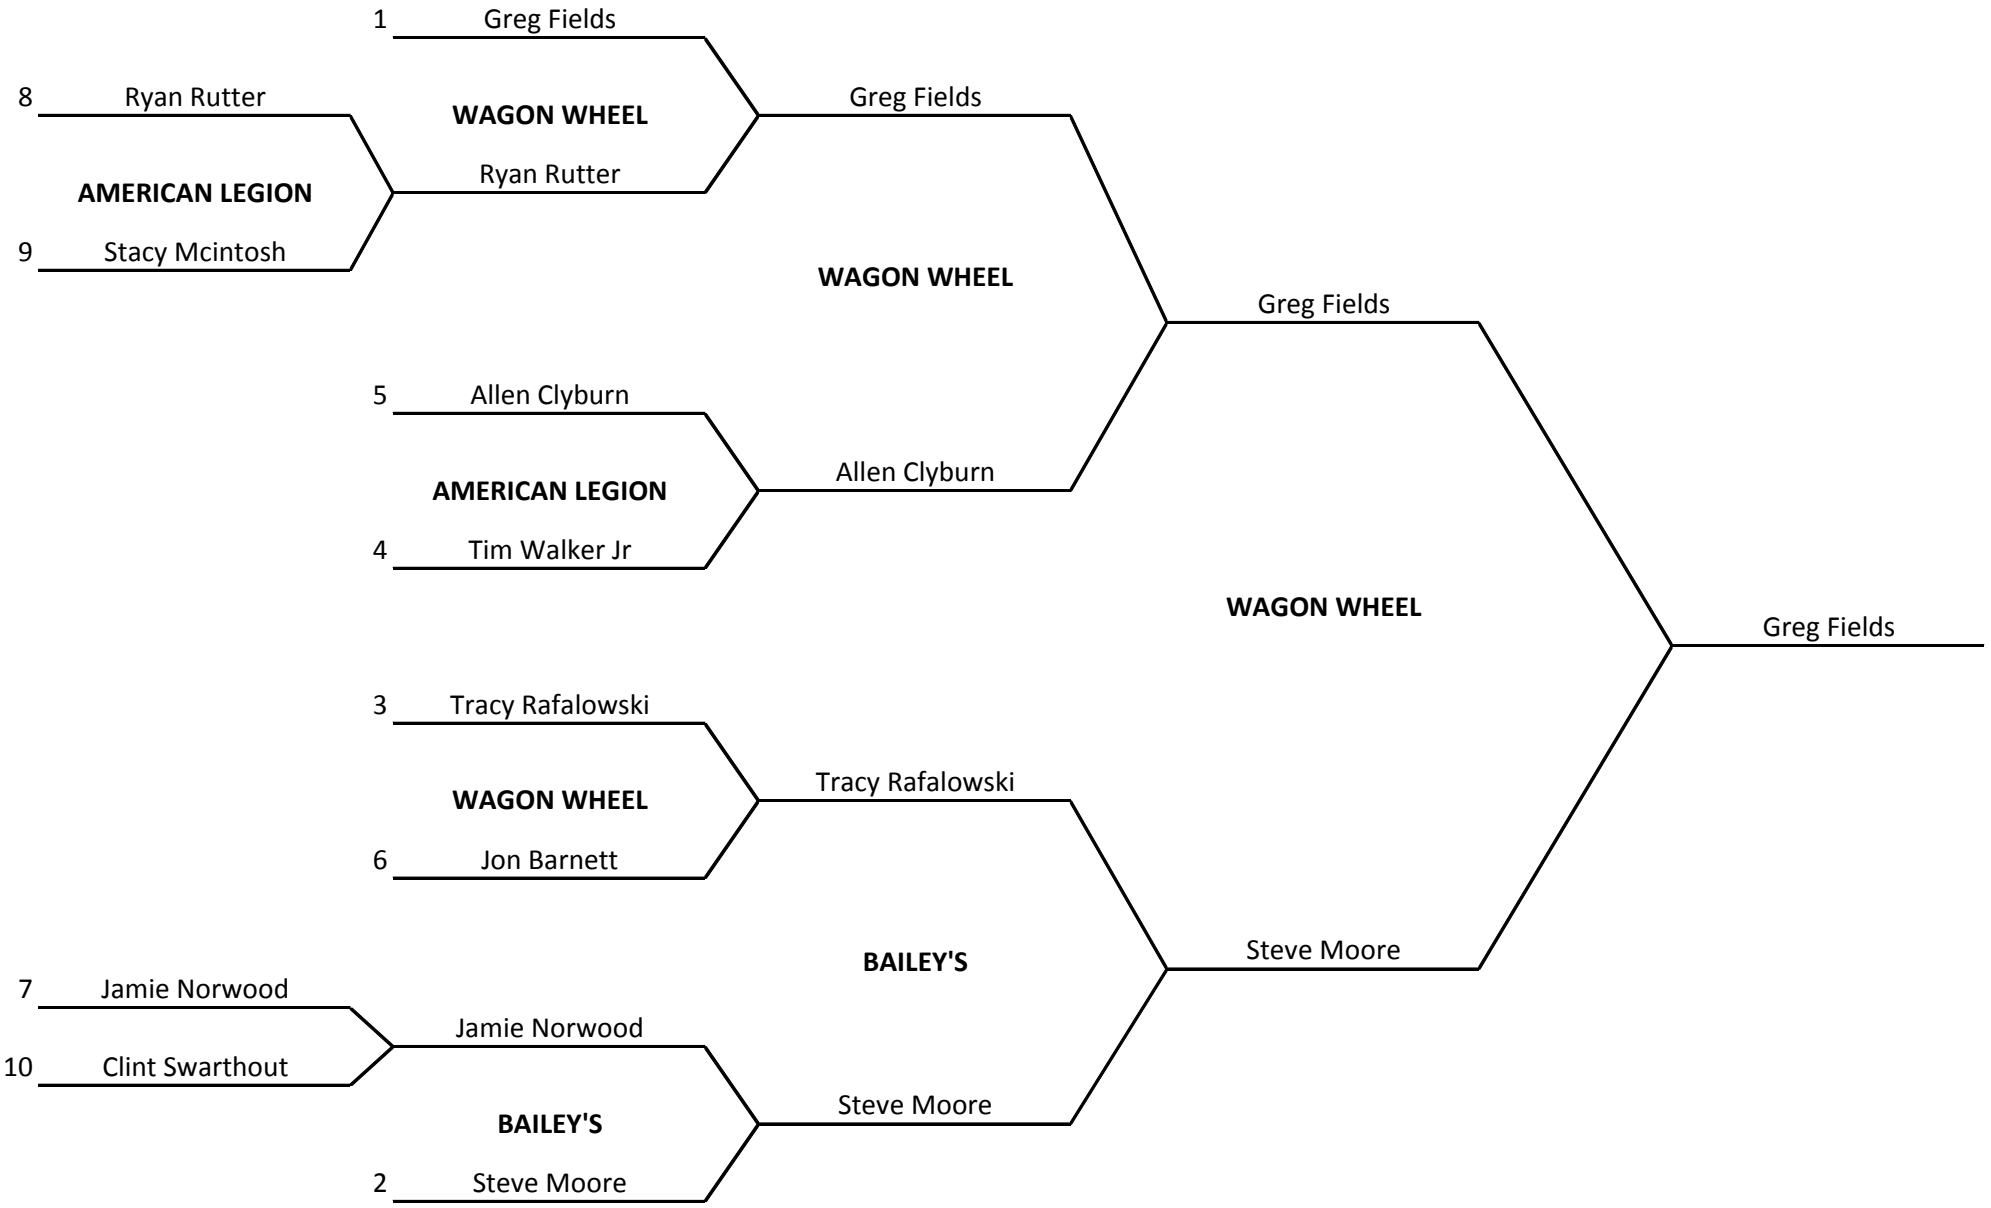 1 Greg Fields
8 Ryan Rutter
WAGON WHEEL
Greg Fields
AMERICAN LEGION
Ryan Rutter
9 Stacy Mcintosh
WAGON WHEEL
Greg Fields
5 Allen Clyburn
AMERICAN LEGION
Allen Clyburn
4 Tim Walker Jr
WAGON WHEEL
Greg Fields
3 Tracy Rafalowski
WAGON WHEEL
Tracy Rafalowski
6 Jon Barnett
BAILEY'S
Steve Moore
7 Jamie Norwood
Jamie Norwood
10 Clint Swarthout
BAILEY'S
Steve Moore
2 Steve Moore